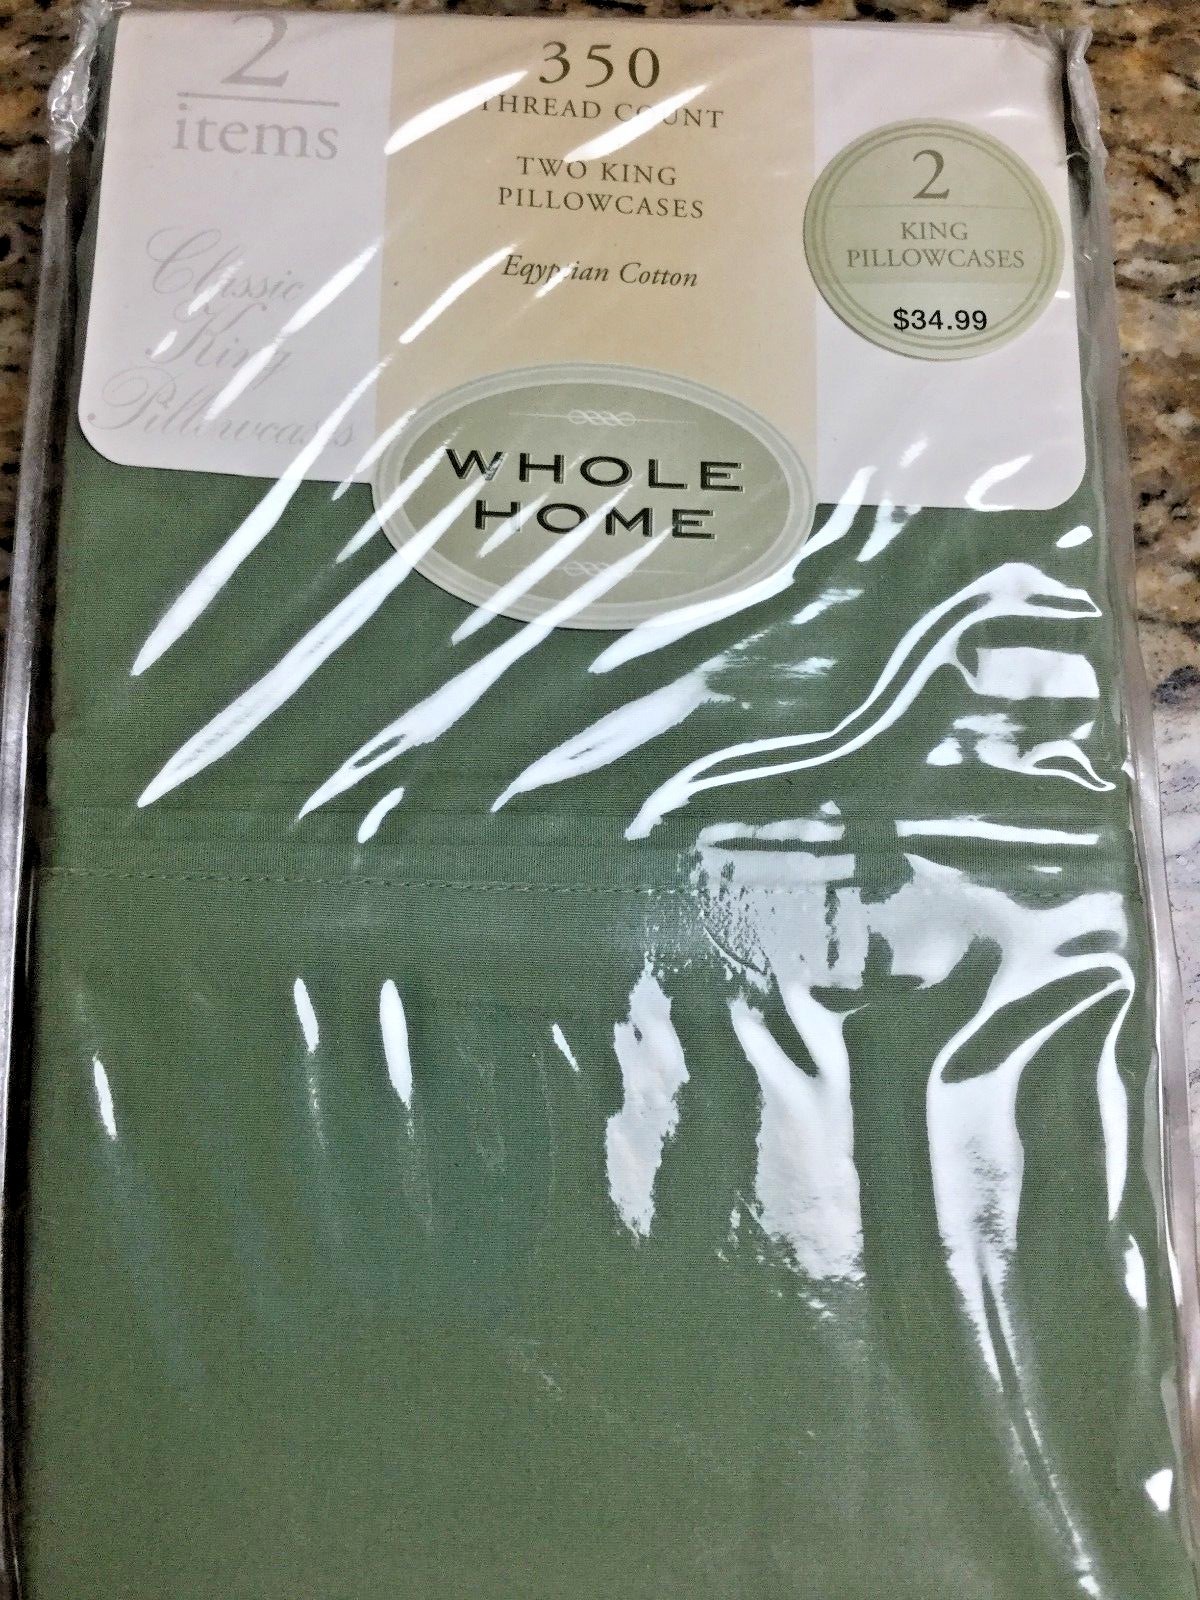 2
items
Classic
King
Pillowcases
350
THREAD COUNT
TWO KING
PILLOWCASES
Eqyptian Cotton
2
KING
PILLOWCASES
$34.99
WHOLE
HOME